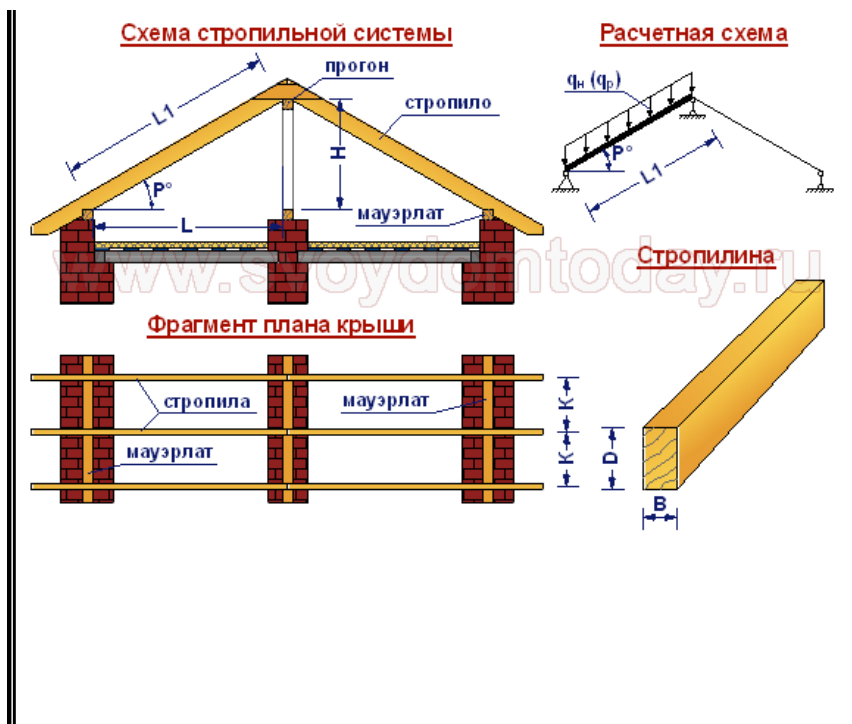 Схема стропильной системы
Расчетная схема
прогон
стропило
L1
H
P°
L
мауэрлат
qн (qр)
P°
L1
www.svoydomtoday.ru
Стропилина
Фрагмент плана крыши
стропила
мауэрлат
мауэрлат
К
К
D
B